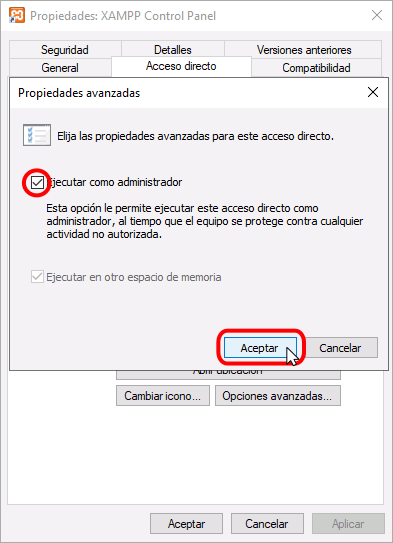 Propiedades: XAMPP Control Panel
Seguridad Detalles Versiones anteriores
General Acceso directo Compatibilidad
Propiedades avanzadas
Elija las propiedades avanzadas para este acceso directo.
Ejecutar como administrador
Esta opción le permite ejecutar este acceso directo como
administrador, al tiempo que el equipo se protege contra cualquier
actividad no autorizada.
Ejecutar en otro espacio de memoria
Aceptar Cancelar
Abrir ubicación
Cambiar icono... Opciones avanzadas...
Aceptar Cancelar Aplicar